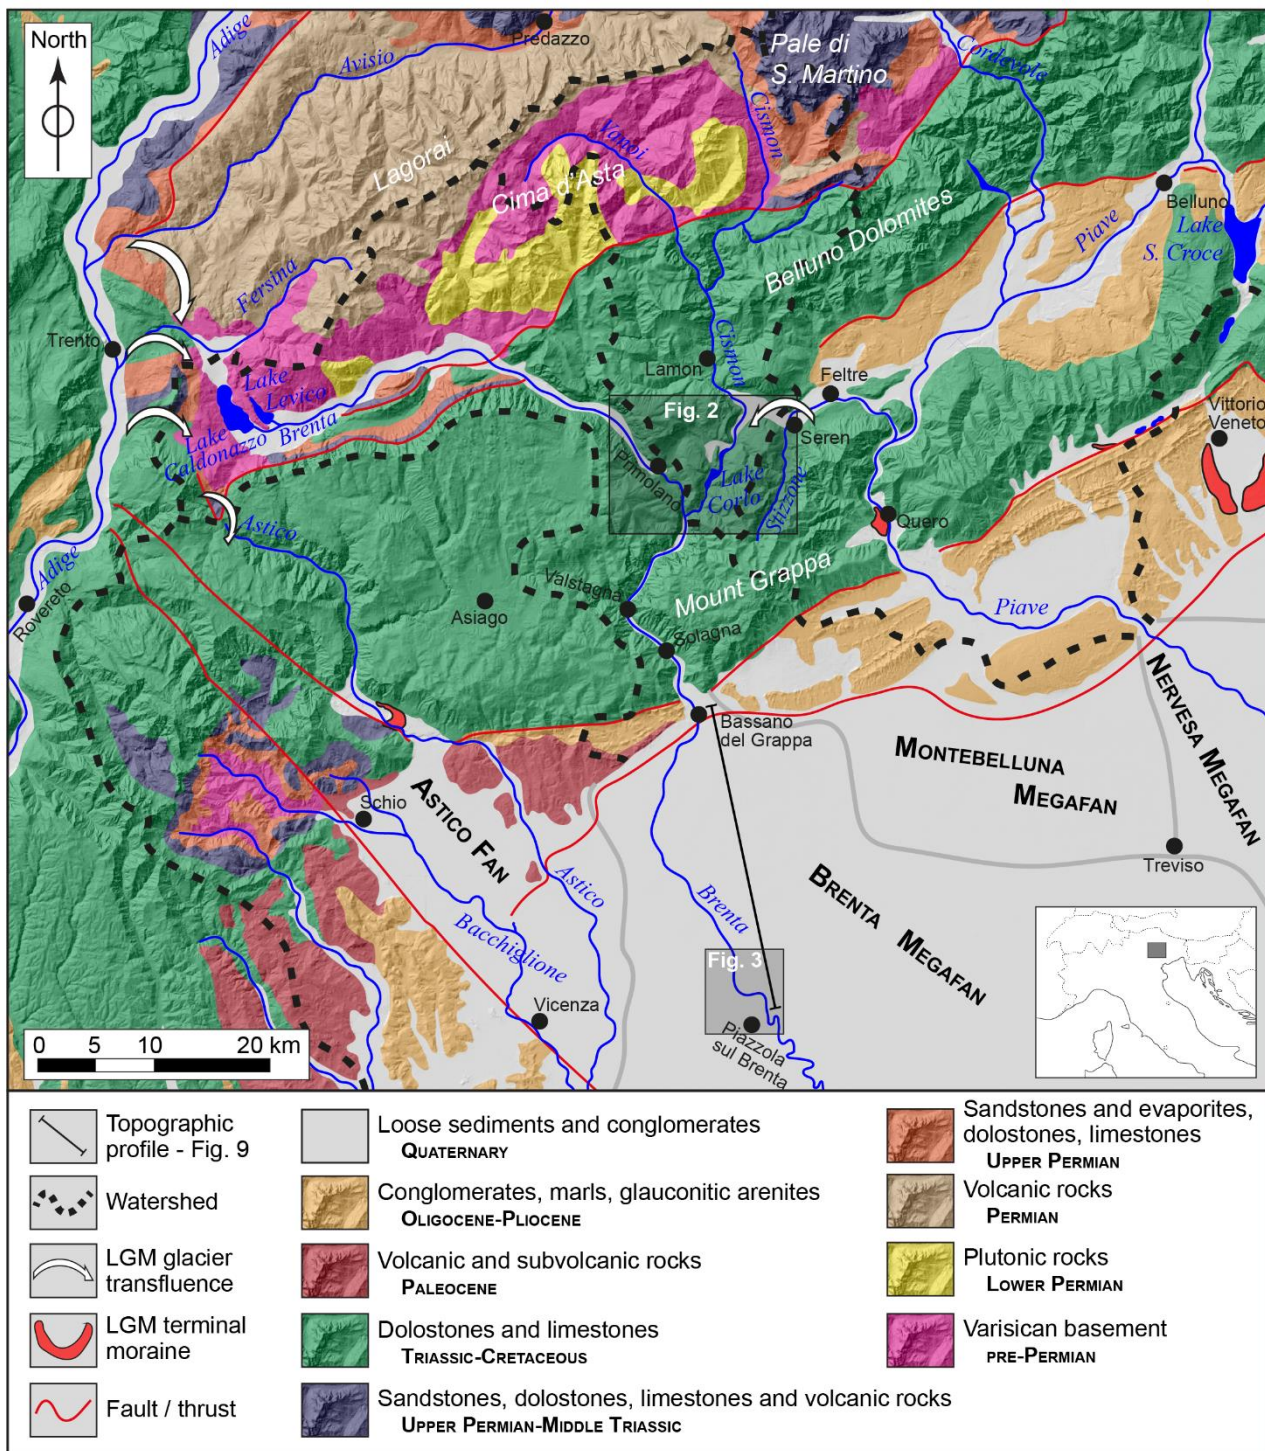 North
Adige
Avisio
Predazzo
Pale di
S. Martino
Cordevole
Cismon
Vanoi
Lagorai
Cima d'Asta
Belluno
Lake
S. Croce
Piave
Belluno Dolomites
Fersina
Trento
Lake
Levico
Lake
Caldonazzo
Brenta
Lamon
Cismon
Feltre
Fig. 2
Seren
Vittorio
Veneto
Primolano
Lake
Corlo
Stizzone
Quero
Astico
Adige
Rovereto
Valstagna
Asiago
Mount Grappa
Solagna
Piave
Bassano
del Grappa
NERVESA MEGAFAN
MONTEBELLUNA
MEGAFAN
ASTICO FAN
Schio
Treviso
Astico
Brenta
BRENTA MEGAFAN
Bacchiglione
Fig. 3
Vicenza
Piazzola
sul Brenta
0 5 10 20 km
Topographic
profile - Fig. 9
Watershed
LGM glacier
transfluence
LGM terminal
moraine
Fault / thrust
Loose sediments and conglomerates
QUATERNARY
Conglomerates, marls, glauconitic arenites
OLIGOCENE-PLIOCENE
Volcanic and subvolcanic rocks
PALEOCENE
Dolostones and limestones
TRIASSIC-CRETACEOUS
Sandstones, dolostones, limestones and volcanic rocks
UPPER PERMIAN-MIDDLE TRIASSIC
Sandstones and evaporites,
dolostones, limestones
UPPER PERMIAN
Volcanic rocks
PERMIAN
Plutonic rocks
LOWER PERMIAN
Varisican basement
PRE-PERMIAN